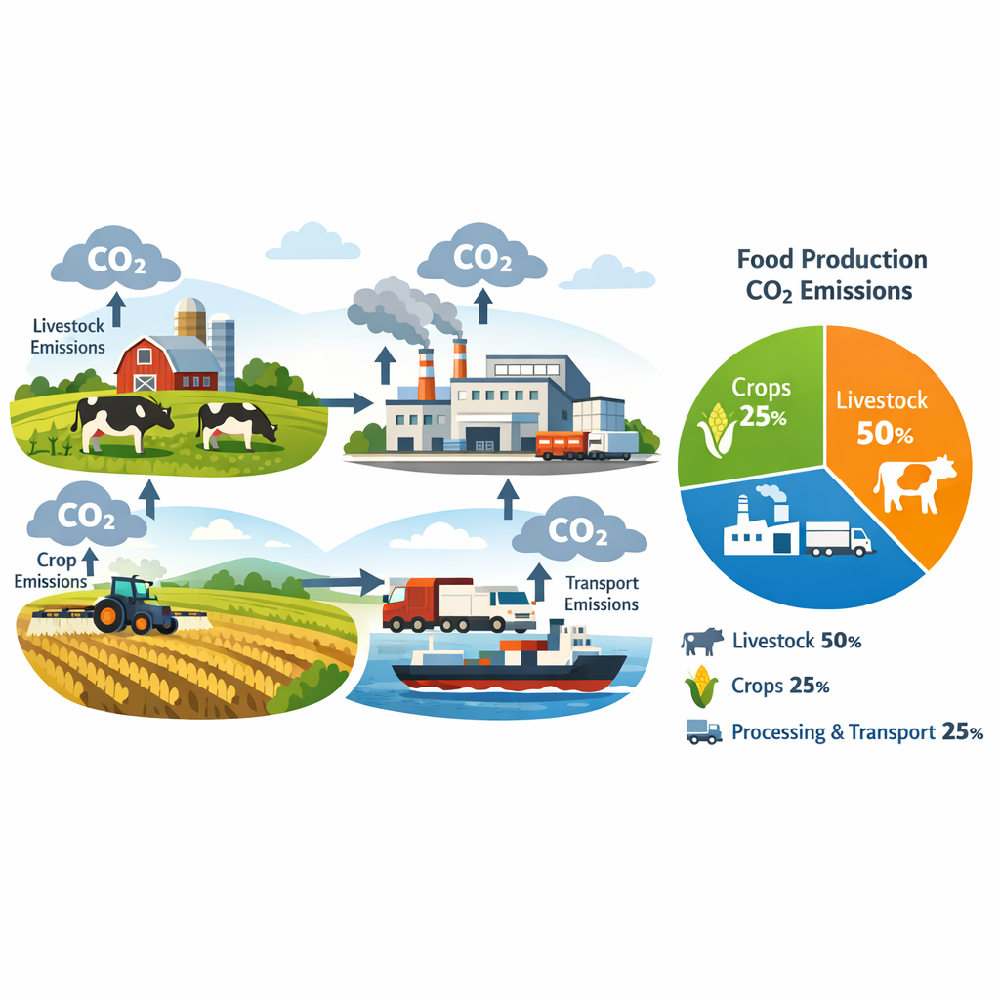 CO₂
CO₂
Livestock
Emissions
CO₂
Crop
Emissions
CO₂
Transport
Emissions
Food Production
CO₂ Emissions
Crops
25%
Livestock
50%
Livestock 50%
Crops 25%
Processing & Transport 25%